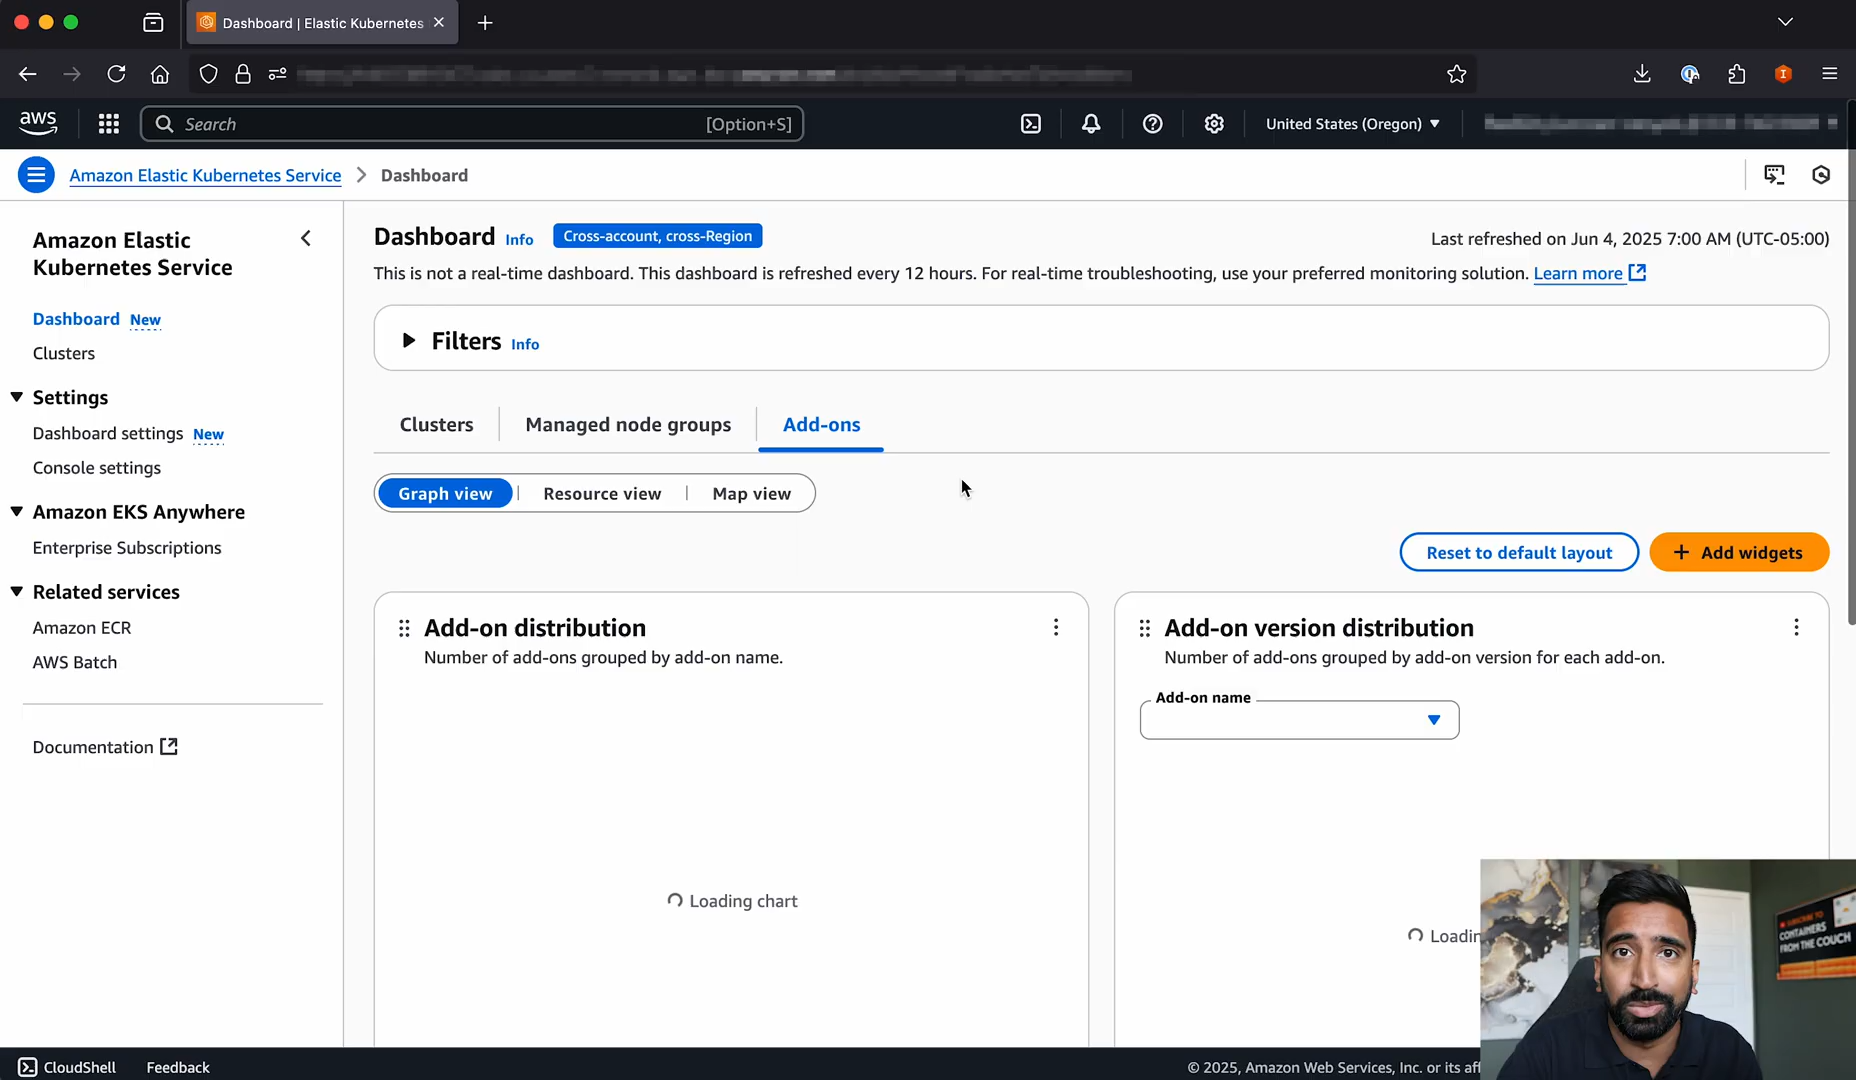 Dashboard | Elastic Kubernetes
aws
Search
[Option+S]
United States (Oregon)
Amazon Elastic Kubernetes Service
Dashboard
Amazon Elastic
Kubernetes Service
Dashboard New
Clusters
Settings
Dashboard settings New
Console settings
Amazon EKS Anywhere
Enterprise Subscriptions
Related services
Amazon ECR
AWS Batch
Documentation
Dashboard Info
Cross-account, cross-Region
Last refreshed on Jun 4, 2025 7:00 AM (UTC-05:00)
This is not a real-time dashboard. This dashboard is refreshed every 12 hours. For real-time troubleshooting, use your preferred monitoring solution. Learn more
Filters Info
Clusters
Managed node groups
Add-ons
Graph view
Resource view
Map view
Reset to default layout
+ Add widgets
Add-on distribution
Number of add-ons grouped by add-on name.
Loading chart
Add-on version distribution
Number of add-ons grouped by add-on version for each add-on.
Add-on name
Loadin
SUBSCRIBE TO
CONTAINERS
FROM THE COUCH
CloudShell
Feedback
© 2025, Amazon Web Services, Inc. or its aff